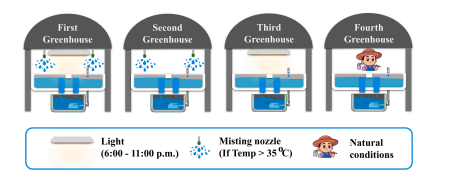 First
Greenhouse
Second
Greenhouse
Third
Greenhouse
Fourth
Greenhouse
Light
(6:00 - 11:00 p.m.)
Misting nozzle
(If Temp > 35 °C)
Natural
conditions